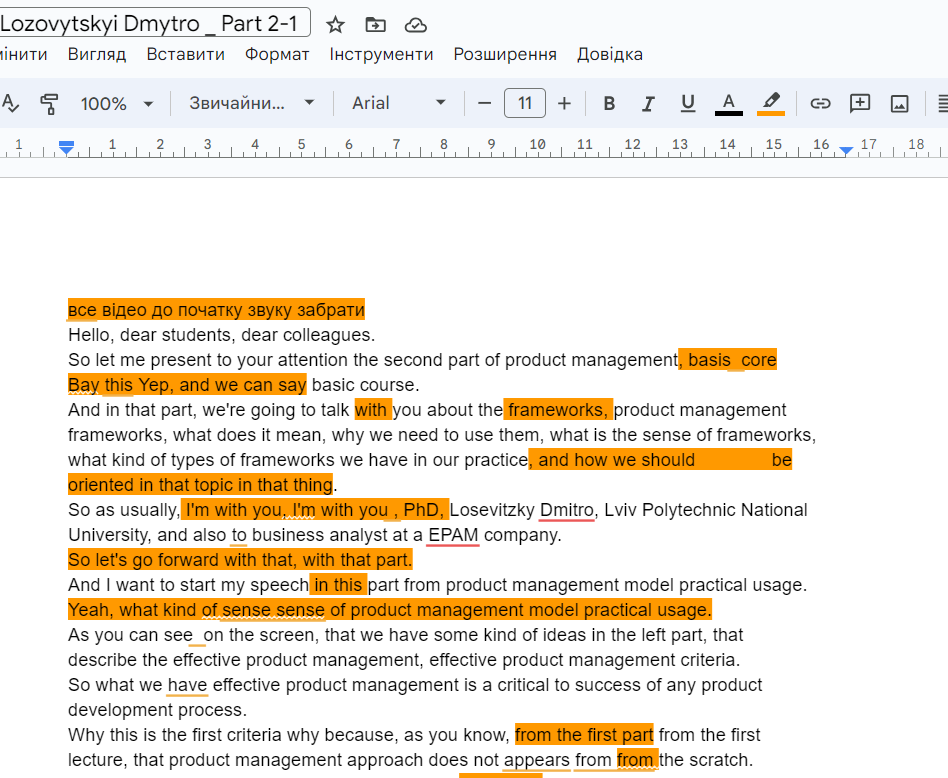 Lozovytskyi Dmytro _ Part 2-1
мінити Вигляд Вставити Формат Інструменти Розширення Довідка
100% Звичайни... Arial 11 B I U A
1 1 2 3 4 5 6 7 8 9 10 11 12 13 14 15 16 17 18
все відео до початку звуку забрати
Hello, dear students, dear colleagues.
So let me present to your attention the second part of product management, basis core
Bay this Yep, and we can say basic course.
And in that part, we're going to talk with you about the frameworks, product management
frameworks, what does it mean, why we need to use them, what is the sense of frameworks,
what kind of types of frameworks we have in our practice, and how we should be
oriented in that topic in that thing.
So as usually, I'm with you, I'm with you , PhD, Losevitzky Dmitro, Lviv Polytechnic National
University, and also to business analyst at a EPAM company.
So let's go forward with that, with that part.
And I want to start my speech in this part from product management model practical usage.
Yeah, what kind of sense sense of product management model practical usage.
As you can see on the screen, that we have some kind of ideas in the left part, that
describe the effective product management, effective product management criteria.
So what we have effective product management is a critical to success of any product
development process.
Why this is the first criteria why because, as you know, from the first part from the first
lecture, that product management approach does not appears from from the scratch.